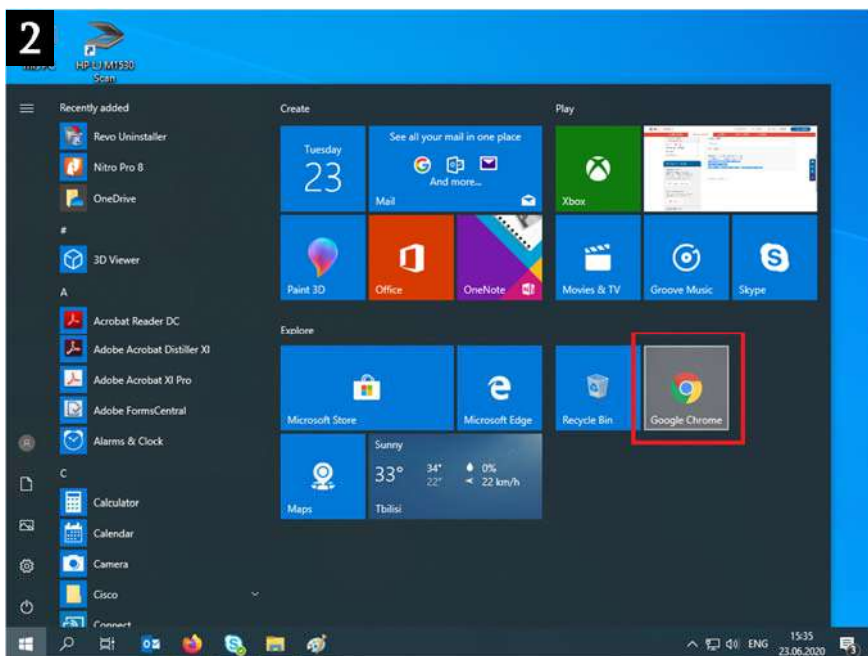 2
HP LJ M1530
Scan
Recently added
Revo Uninstaller
Nitro Pro 8
OneDrive
#
3D Viewer
A
Acrobat Reader DC
Adobe Acrobat Distiller XI
Adobe Acrobat XI Pro
Adobe FormsCentral
Alarms & Clock
C
Calculator
Calendar
Camera
Cisco
Connect
Create
Tuesday
23
See all your mail in one place
And more...
Mail
Paint 3D
Office
OneNote
Explore
Microsoft Store
Microsoft Edge
Maps
Sunny
33° 34° 0%
22° 22 km/h
Tbilisi
Play
Xbox
Movies & TV
Groove Music
Skype
Recycle Bin
Google Chrome
ENG
15:35
23.06.2020